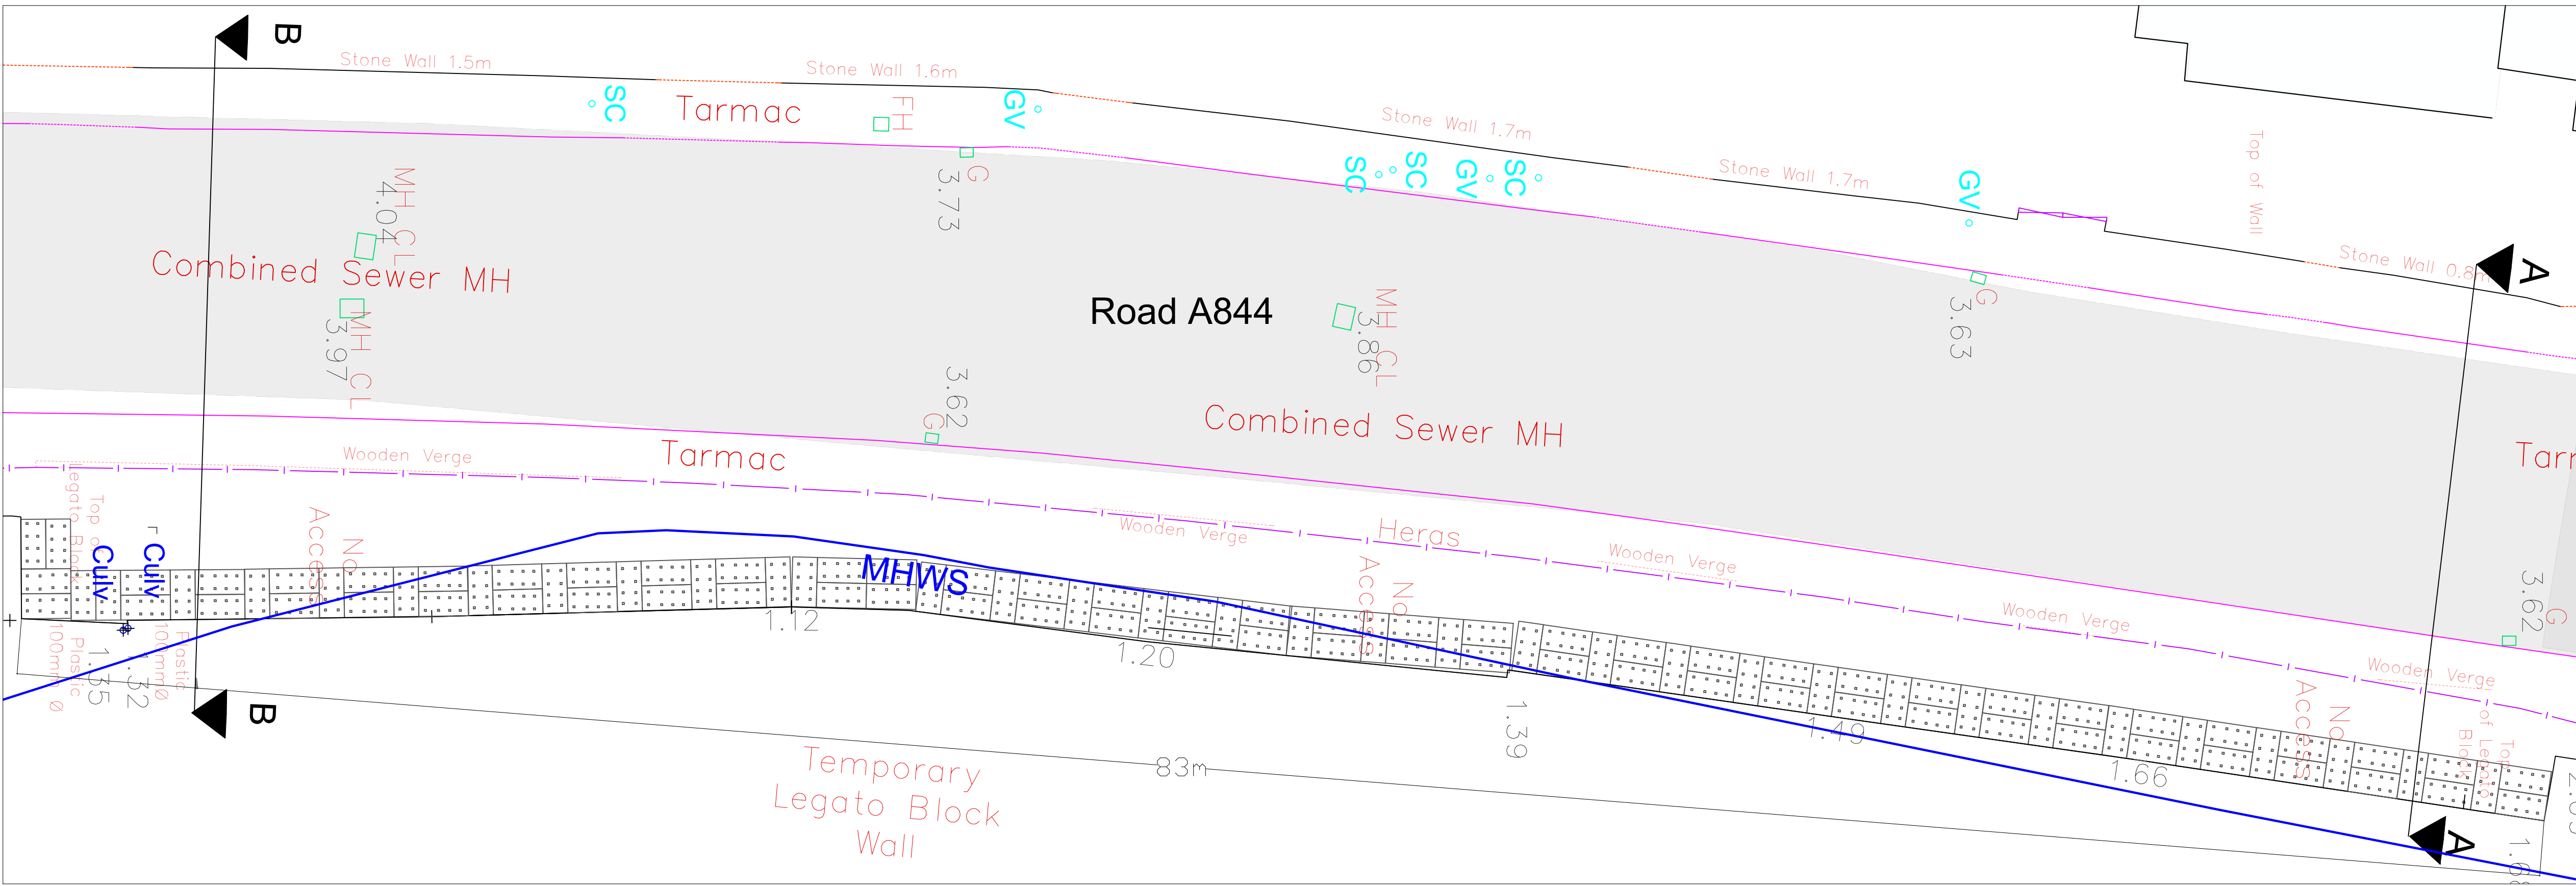 B
Stone Wall 1.5m
SC
Tarmac
Stone Wall 1.6m
FH
GV
Stone Wall 1.7m
SC
SC
GV
SC
Stone Wall 1.7m
GV
Top of Wall
Stone Wall 0.8m
A
MH CL
4.04
Combined Sewer MH
MH CL
3.97
G
3.73
Road A844
MH CL
3.86
G
3.63
3.62
G
Combined Sewer MH
Wooden Verge
Tarmac
Wooden Verge
Heras
Wooden Verge
Wooden Verge
Wooden Verge
3.62
G
Top of
Legato Block
Culv
Culv
No
Access
MHWS
No
Access
No
Access
Top
of Legato
Block
100mm Ø
Plastic
1.35
1.32
100mmØ
Plastic
B
1.12
1.20
1.39
1.49
1.66
A
83m
Temporary
Legato Block
Wall